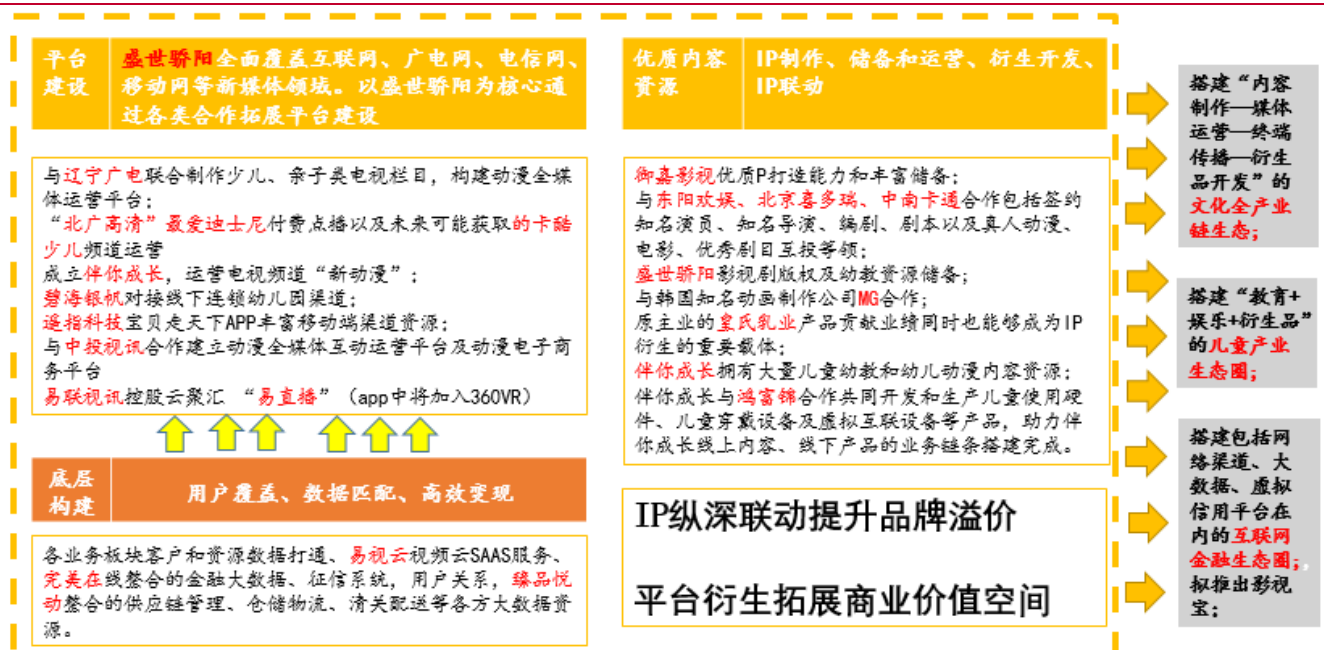 平台
建设
盛世骄阳全面覆盖互联网、广电网、电信网、
移动网等新媒体领域。以盛世骄阳为核心通
过各类合作拓展平台建设
与辽宁广电联合制作少儿、亲子类电视栏目，构建动漫全媒
体运营平台；
“北广高清”最爱迪士尼付费点播以及未来可能获取的卡酷
少儿频道运营
成立伴你成长，运营电视频道“新动漫”；
碧海银帆对接线下连锁幼儿园渠道；
遥指科技宝贝走天下APP丰富移动端渠道资源；
与中投视讯合作建立动漫全媒体互动运营平台及动漫电子商
务平台
易联视讯控股云聚汇 “易直播”（app中将加入360VR）
底层
构建
用户覆盖、数据匹配、高效变现
各业务板块客户和资源数据打通、易视云视频云SAAS服务、
完美在线整合的金融大数据、征信系统，用户关系，臻品悦
动整合的供应链管理、仓储物流、清关配送等各方大数据资
源。
优质内容
资源
IP制作、储备和运营、衍生开发、
IP联动
御嘉影视优质P打造能力和丰富储备；
与东阳欢娱、北京喜多瑞、中南卡通合作包括签约
知名演员、知名导演、编剧、剧本以及真人动漫、
电影、优秀剧目互投等领；
盛世骄阳影视剧版权及幼教资源储备；
与韩国知名动画制作公司MG合作；
原主业的皇氏乳业产品贡献业绩同时也能够成为IP
衍生的重要载体；
伴你成长拥有大量儿童幼教和幼儿动漫内容资源；
伴你成长与鸿富锦合作共同开发和生产儿童使用硬
件、儿童穿戴设备及虚拟互联设备等产品，助力伴
你成长线上内容、线下产品的业务链条搭建完成。
IP纵深联动提升品牌溢价
平台衍生拓展商业价值空间
搭建“内容
制作—媒体
运营—终端
传播—衍生
品开发”的
文化全产业
链生态；
搭建“教育+
娱乐+衍生品”
的儿童产业
生态圈；
搭建包括网
络渠道、大
数据、虚拟
信用平台在
内的互联网
金融生态圈；，
拟推出影视
宝；